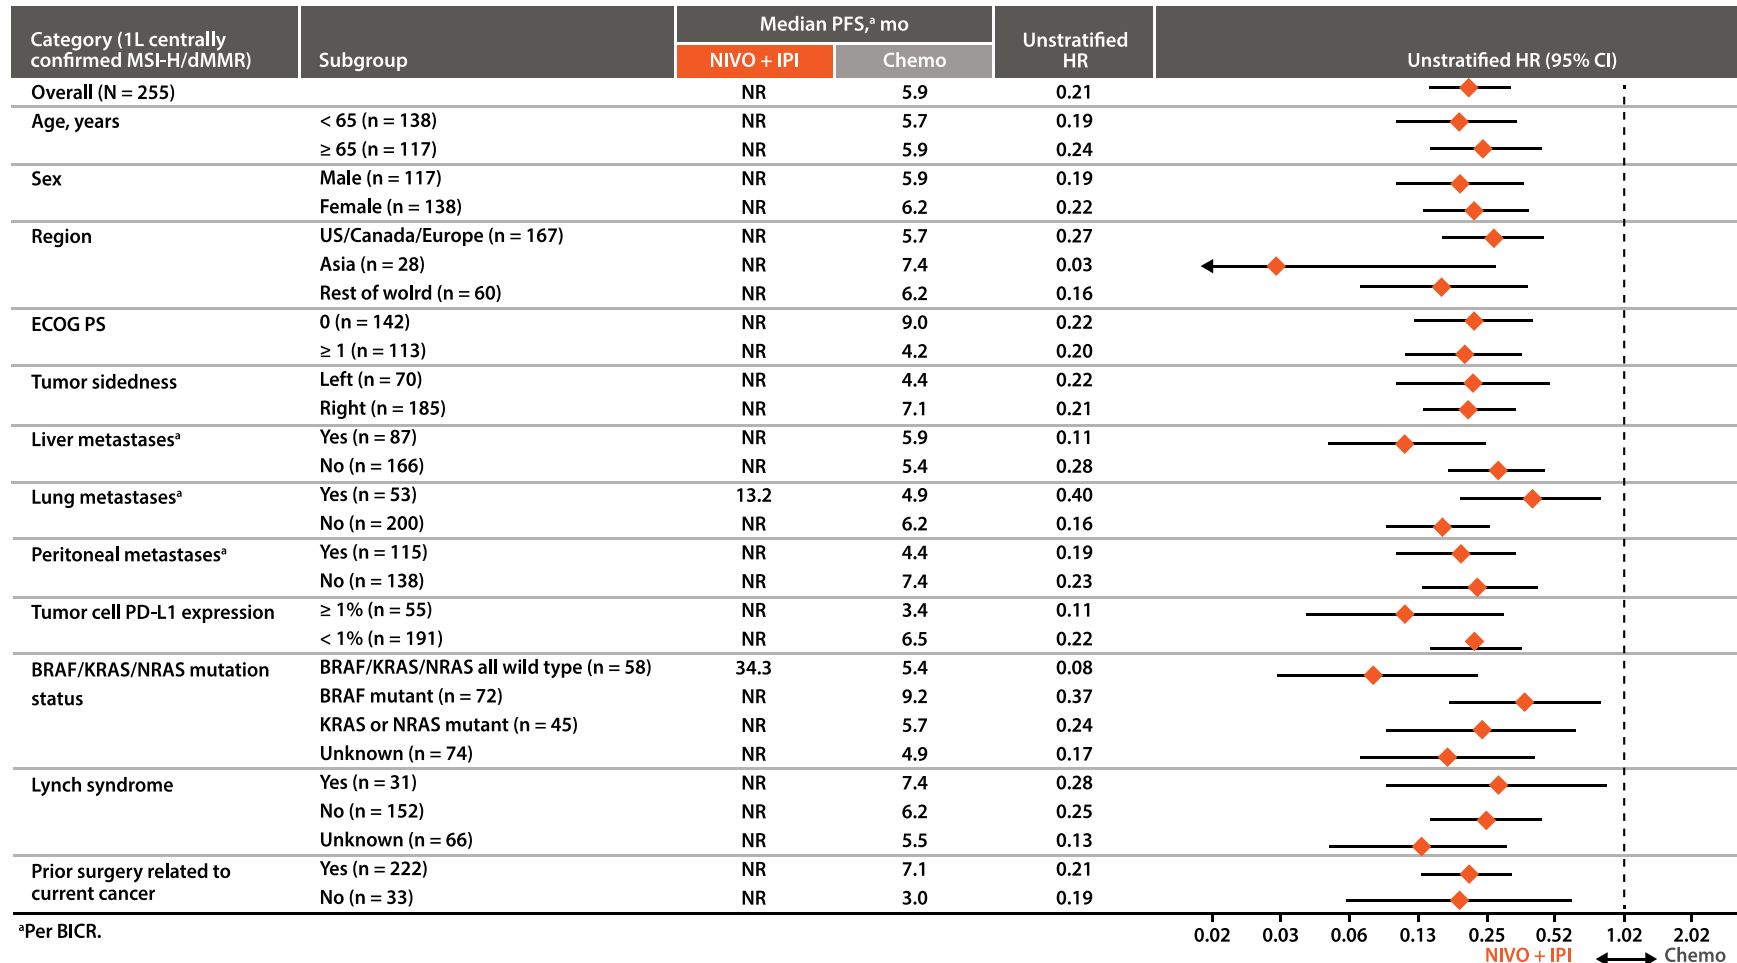 Category (1L centrally confirmed MSI-H/dMMR) Subgroup Median PFS,ᵃ mo Unstratified HR Unstratified HR (95% CI)
NIVO + IPI Chemo
Overall (N = 255) NR 5.9 0.21
Age, years < 65 (n = 138) NR 5.7 0.19
≥ 65 (n = 117) NR 5.9 0.24
Sex Male (n = 117) NR 5.9 0.19
Female (n = 138) NR 6.2 0.22
Region US/Canada/Europe (n = 167) NR 5.7 0.27
Asia (n = 28) NR 7.4 0.03
Rest of wolrd (n = 60) NR 6.2 0.16
ECOG PS 0 (n = 142) NR 9.0 0.22
≥ 1 (n = 113) NR 4.2 0.20
Tumor sidedness Left (n = 70) NR 4.4 0.22
Right (n = 185) NR 7.1 0.21
Liver metastasesᵃ Yes (n = 87) NR 5.9 0.11
No (n = 166) NR 5.4 0.28
Lung metastasesᵃ Yes (n = 53) 13.2 4.9 0.40
No (n = 200) NR 6.2 0.16
Peritoneal metastasesᵃ Yes (n = 115) NR 4.4 0.19
No (n = 138) NR 7.4 0.23
Tumor cell PD-L1 expression ≥ 1% (n = 55) NR 3.4 0.11
< 1% (n = 191) NR 6.5 0.22
BRAF/KRAS/NRAS mutation BRAF/KRAS/NRAS all wild type (n = 58) 34.3 5.4 0.08
status BRAF mutant (n = 72) NR 9.2 0.37
KRAS or NRAS mutant (n = 45) NR 5.7 0.24
Unknown (n = 74) NR 4.9 0.17
Lynch syndrome Yes (n = 31) NR 7.4 0.28
No (n = 152) NR 6.2 0.25
Unknown (n = 66) NR 5.5 0.13
Prior surgery related to Yes (n = 222) NR 7.1 0.21
current cancer No (n = 33) NR 3.0 0.19
ᵃPer BICR. 0.02 0.03 0.06 0.13 0.25 0.52 1.02 2.02
NIVO + IPI Chemo